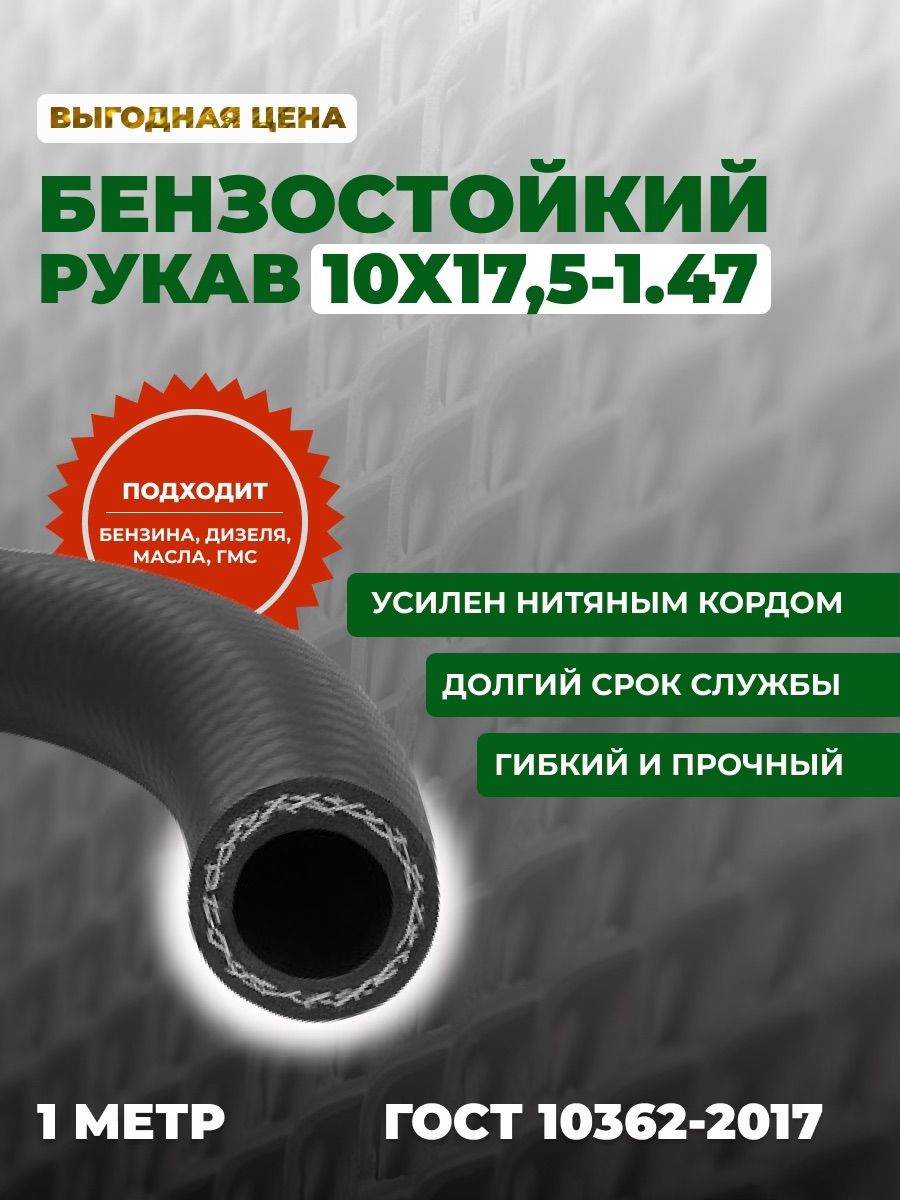 ВЫГОДНАЯ ЦЕНА
БЕНЗОСТОЙКИЙ
РУКАВ 10Х17,5-1.47
ПОДХОДИТ
БЕНЗИНА, ДИЗЕЛЯ,
МАСЛА, ГМС
УСИЛЕН НИТЯНЫМ КОРДОМ
ДОЛГИЙ СРОК СЛУЖБЫ
ГИБКИЙ И ПРОЧНЫЙ
1 МЕТР
ГОСТ 10362-2017